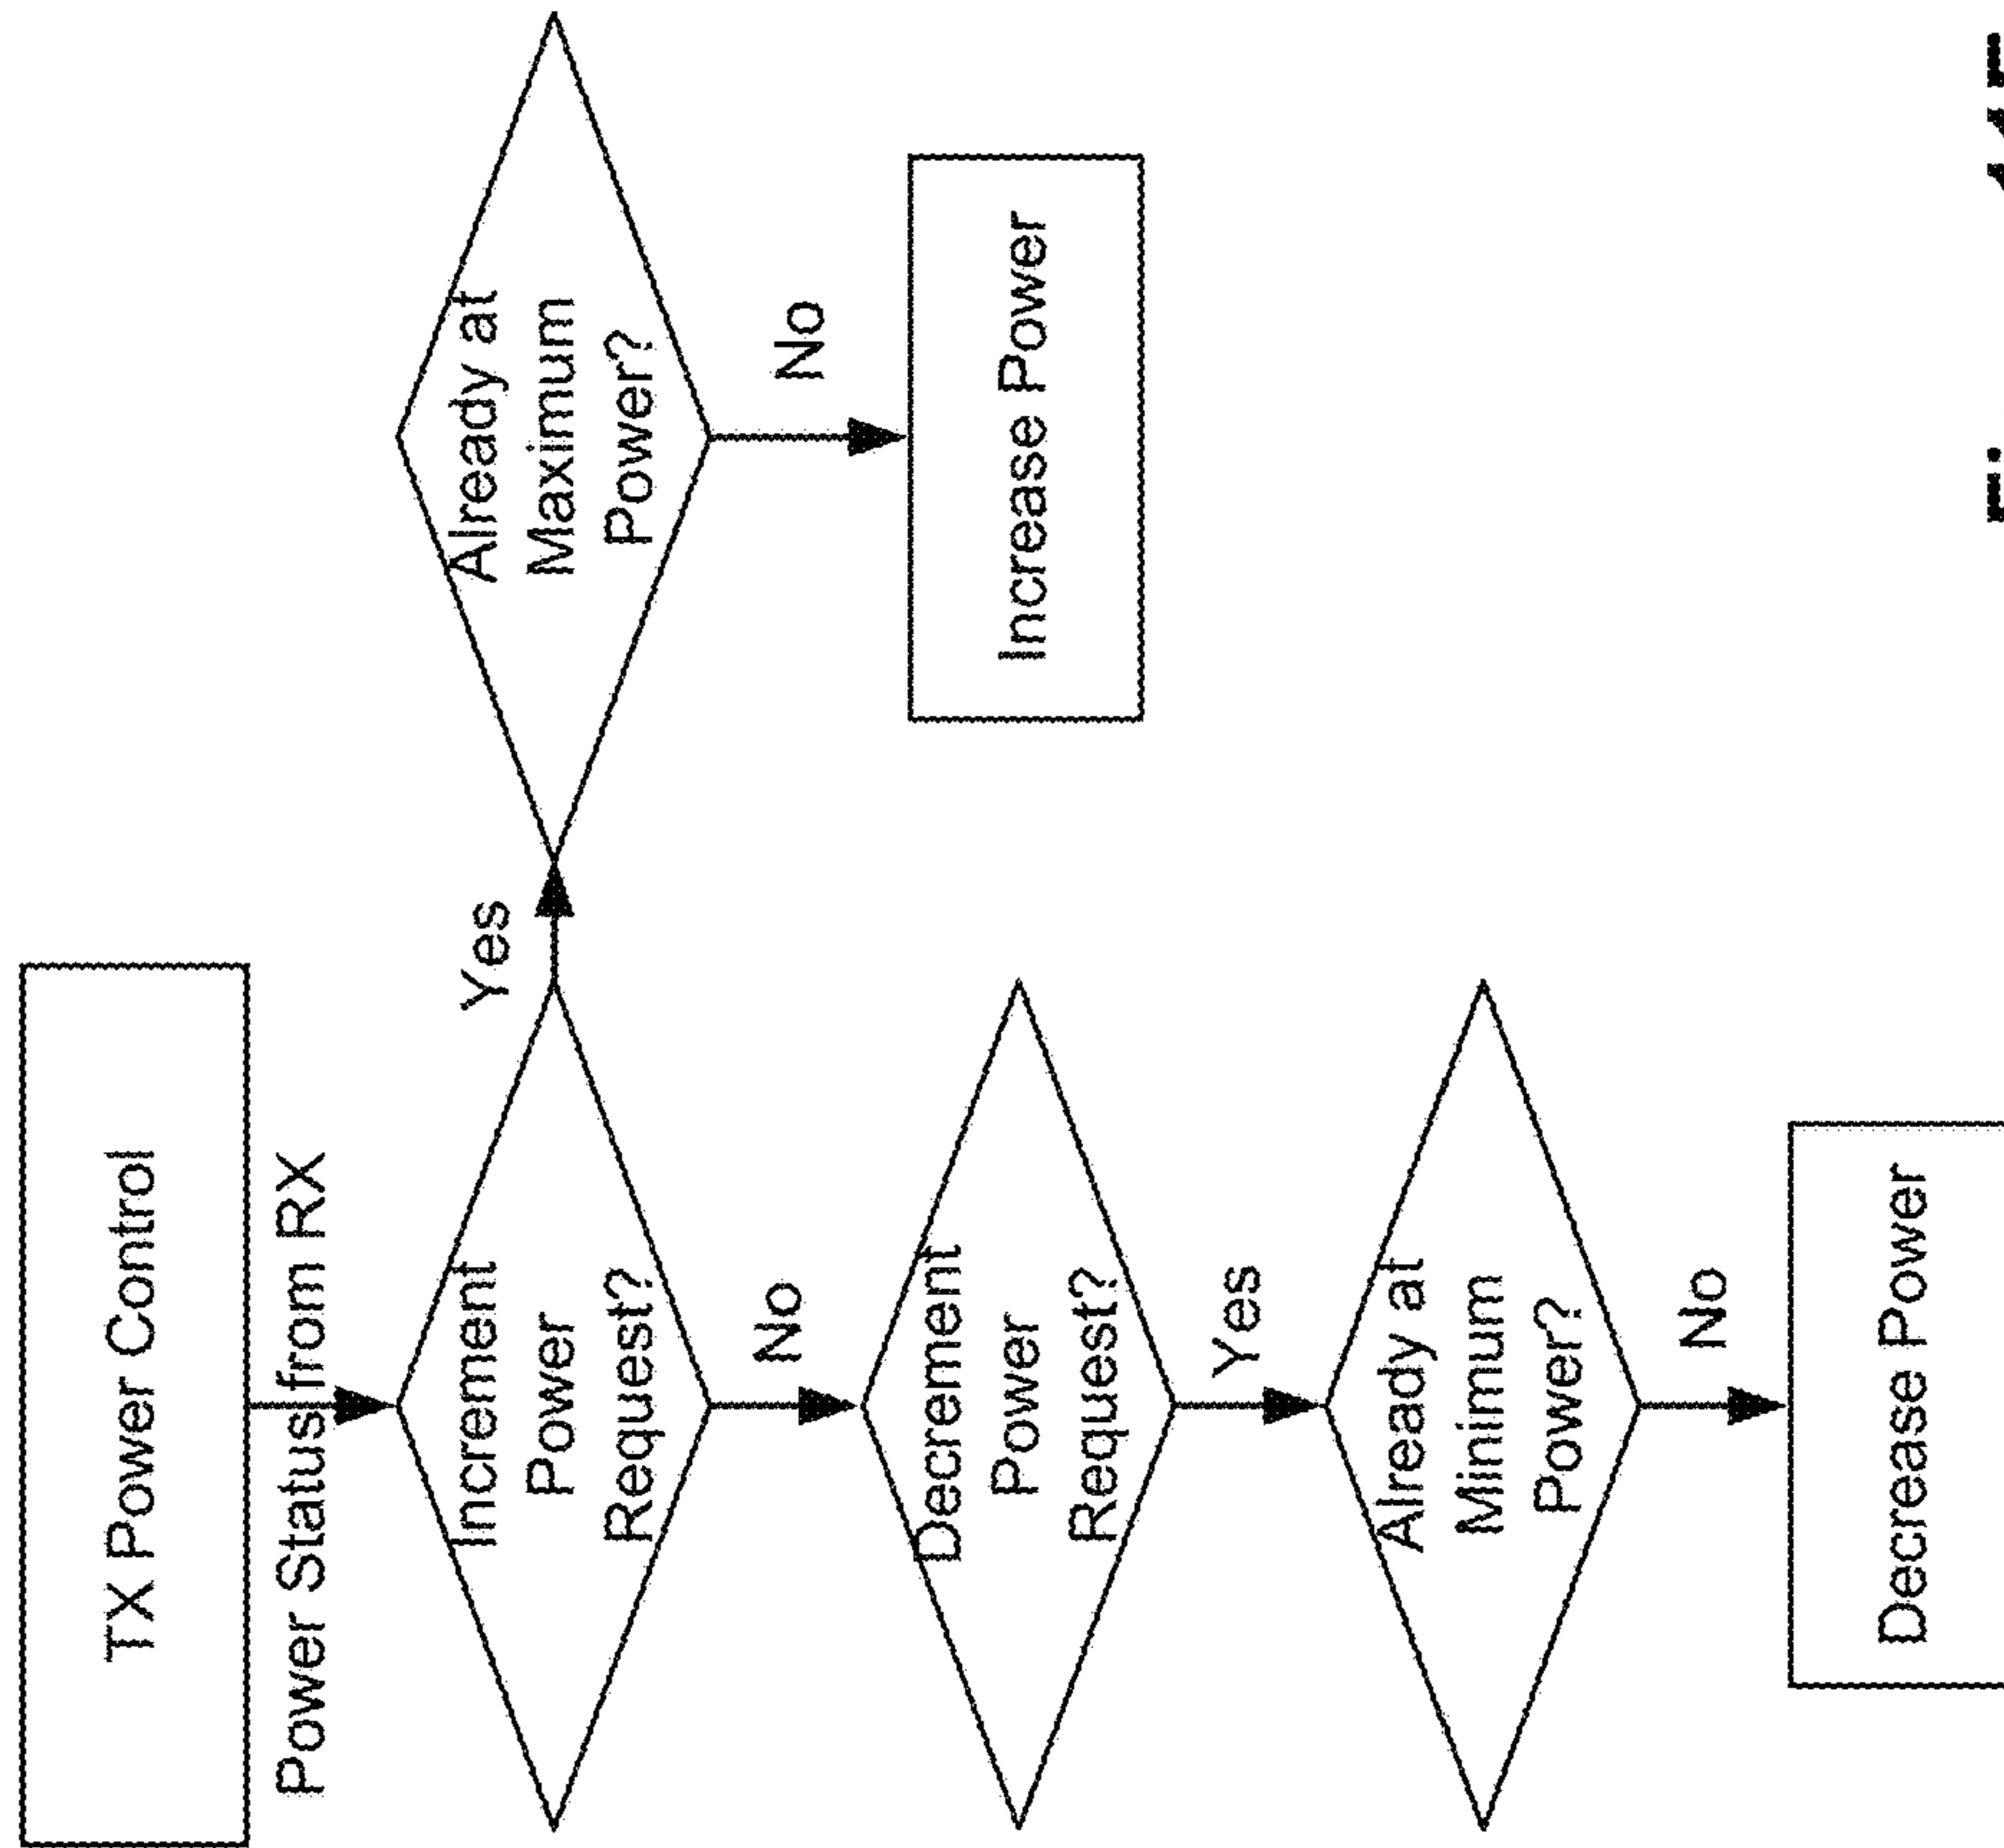 TX Power Control
Power Status from RX
Increment
Power
Request?
Yes
Already at
Maximum
Power?
No
Increase Power
No
Decrement
Power
Request?
Yes
Already at
Minimum
Power?
No
Decrease Power